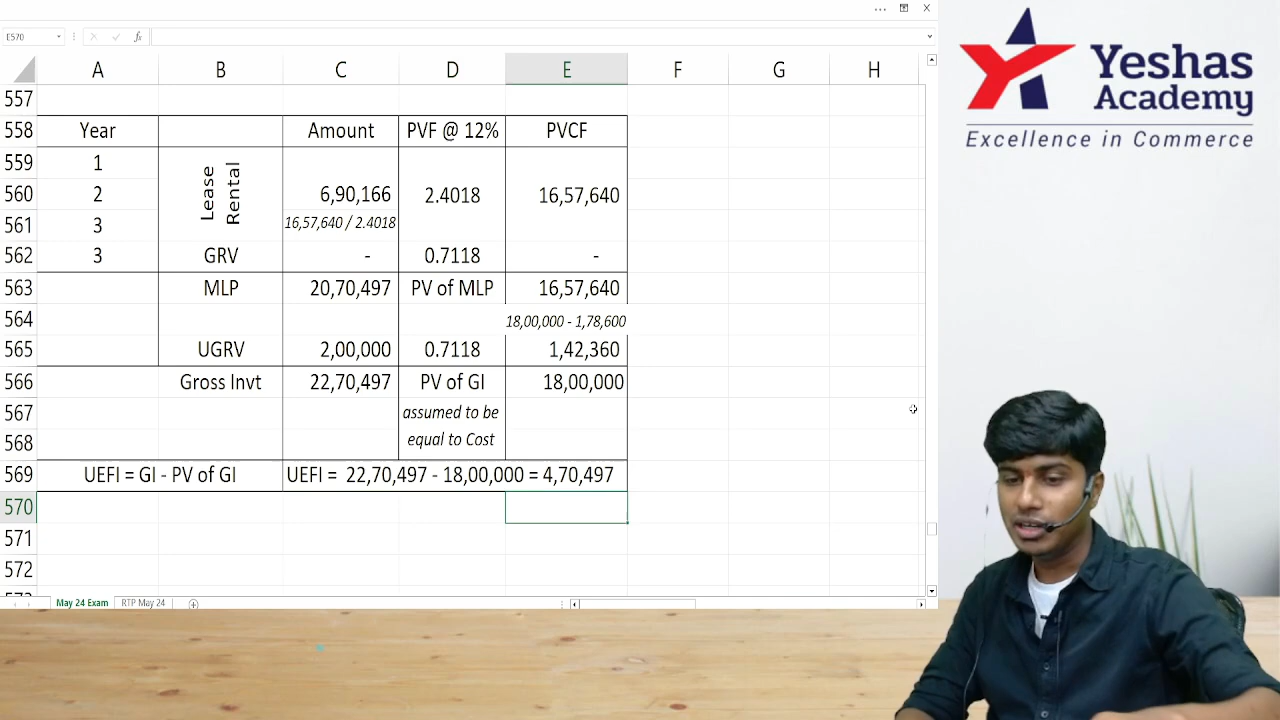 E570
fx
A B C D E F G H
557
558 Year Amount PVF @ 12% PVCF
559 1
560 2 Lease Rental 6,90,166 2.4018 16,57,640
561 3 16,57,640 / 2.4018
562 3 GRV - 0.7118 -
563 MLP 20,70,497 PV of MLP 16,57,640
564 18,00,000 - 1,78,600
565 UGRV 2,00,000 0.7118 1,42,360
566 Gross Invt 22,70,497 PV of GI 18,00,000
567 assumed to be
568 equal to Cost
569 UEFI = GI - PV of GI UEFI = 22,70,497 - 18,00,000 = 4,70,497
570
571
572
May 24 Exam RTP May 24
Yeshas
Academy
Excellence in Commerce